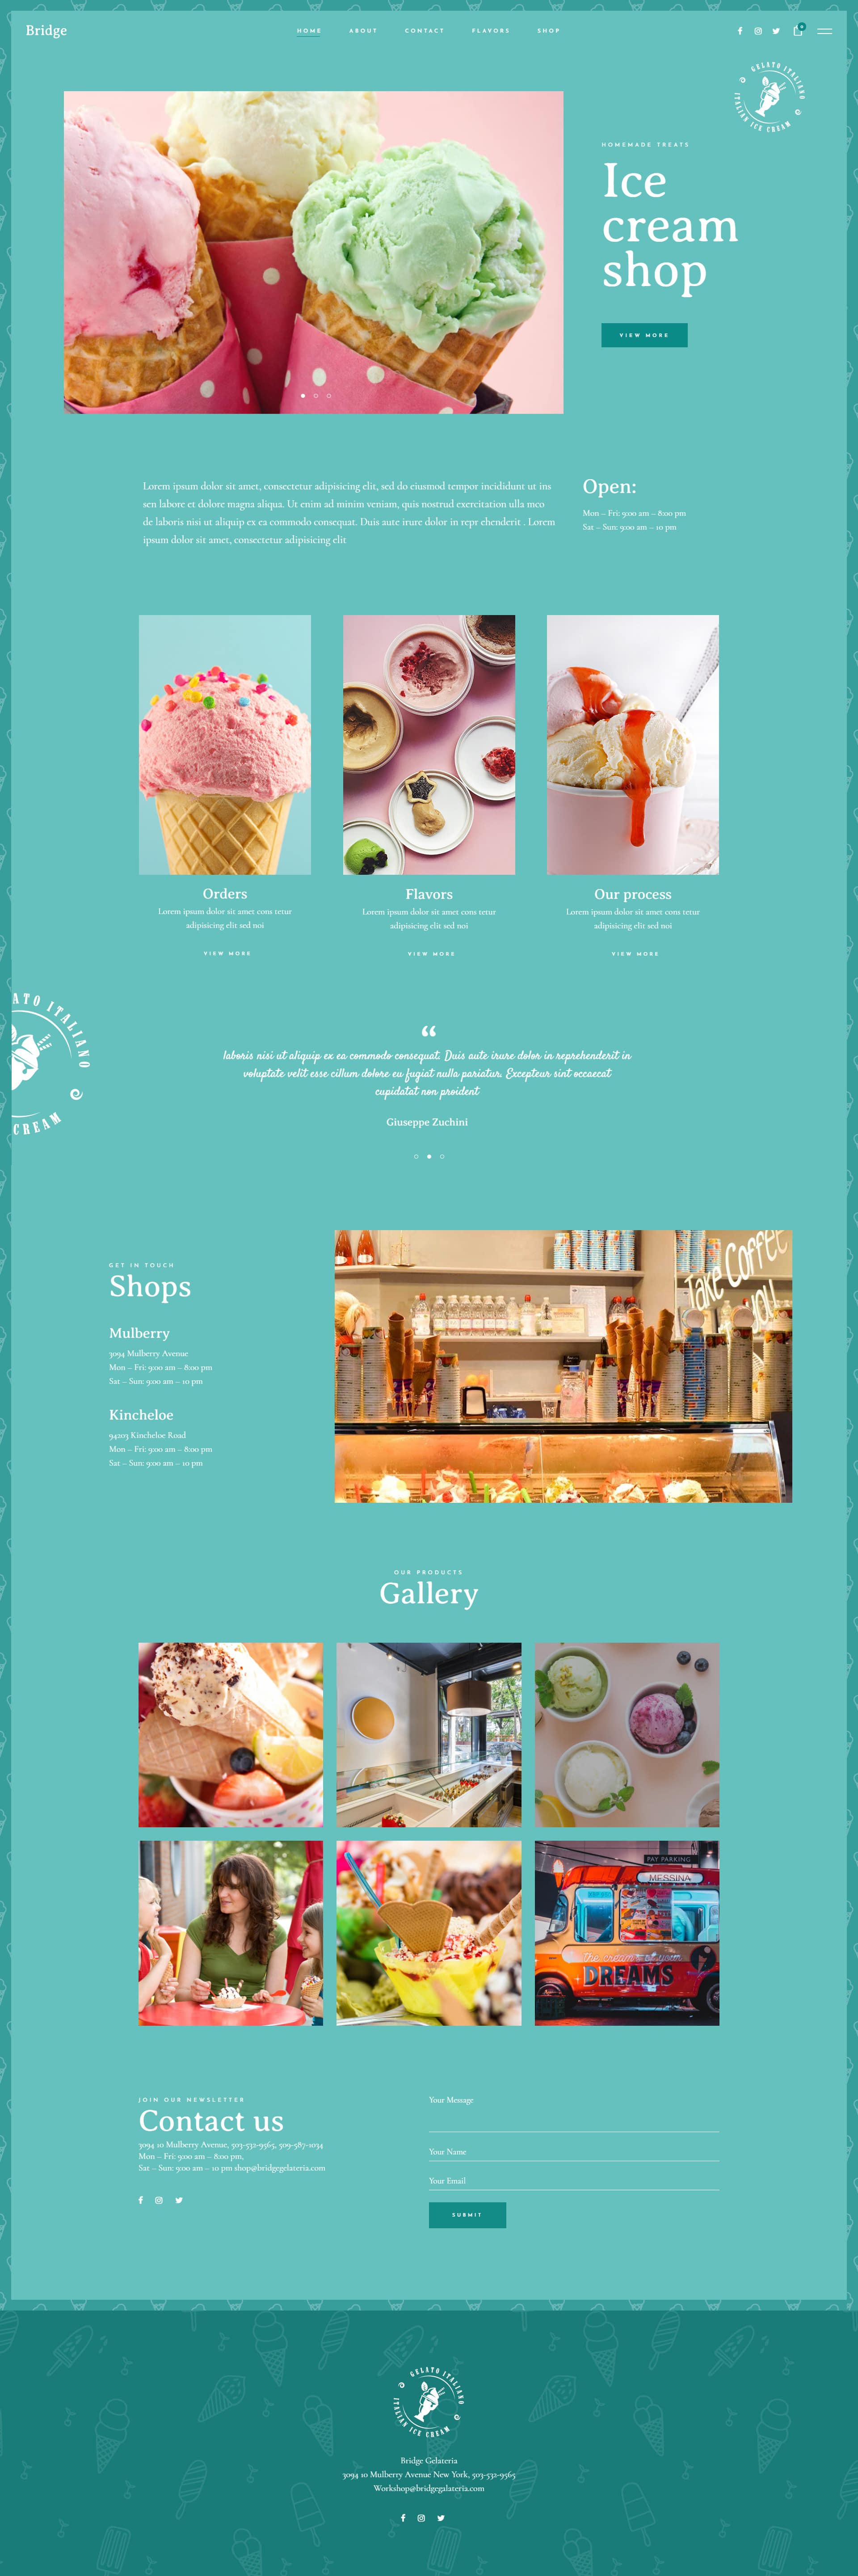 Bridge
HOME ABOUT CONTACT FLAVORS SHOP
GELATO ITALIANO
ITALIAN ICE CREAM
HOMEMADE TREATS
Ice
cream
shop
VIEW MORE
Lorem ipsum dolor sit amet, consectetur adipisicing elit, sed do eiusmod tempor incididunt ut ins
sen labore et dolore magna aliqua. Ut enim ad minim veniam, quis nostrud exercitation ulla mco
de laboris nisi ut aliquip ex ea commodo consequat. Duis aute irure dolor in repr ehenderit . Lorem
ipsum dolor sit amet, consectetur adipisicing elit
Open:
Mon – Fri: 9:00 am – 8:00 pm
Sat – Sun: 9:00 am – 10 pm
Orders
Lorem ipsum dolor sit amet cons tetur
adipisicing elit sed noi
VIEW MORE
Flavors
Lorem ipsum dolor sit amet cons tetur
adipisicing elit sed noi
VIEW MORE
Our process
Lorem ipsum dolor sit amet cons tetur
adipisicing elit sed noi
VIEW MORE
ATO ITALIANO
CREAM
“
laboris nisi ut aliquip ex ea commodo consequat. Duis aute irure dolor in reprehenderit in
voluptate velit esse cillum dolore eu fugiat nulla pariatur. Excepteur sint occaecat
cupidatat non proident
Giuseppe Zuchini
GET IN TOUCH
Shops
Mulberry
3094 Mulberry Avenue
Mon – Fri: 9:00 am – 8:00 pm
Sat – Sun: 9:00 am – 10 pm
Kincheloe
94203 Kincheloe Road
Mon – Fri: 9:00 am – 8:00 pm
Sat – Sun: 9:00 am – 10 pm
Take Coffee
YOU
OUR PRODUCTS
Gallery
PAY PARKING
MESSINA
The cream of your
DREAMS
JOIN OUR NEWSLETTER
Contact us
3094 10 Mulberry Avenue, 503-532-9565, 509-587-1034
Mon – Fri: 9:00 am – 8:00 pm,
Sat – Sun: 9:00 am – 10 pm shop@bridgegelateria.com
Your Message
Your Name
Your Email
SUBMIT
GELATO ITALIANO
ITALIAN ICE CREAM
Bridge Gelateria
3094 10 Mulberry Avenue New York, 503-532-9565
Workshop@bridgegalateria.com